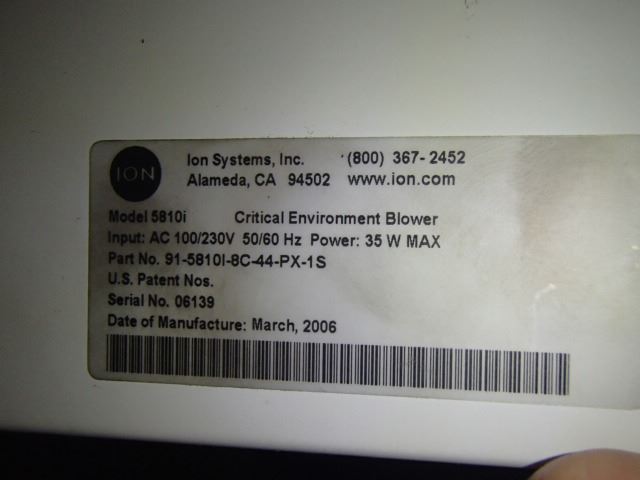 ION
Ion Systems, Inc. (800) 367-2452
Alameda, CA 94502 www.ion.com
Model 5810i Critical Environment Blower
Input: AC 100/230V 50/60 Hz Power: 35 W MAX
Part No. 91-5810I-8C-44-PX-1S
U.S. Patent Nos.
Serial No. 06139
Date of Manufacture: March, 2006